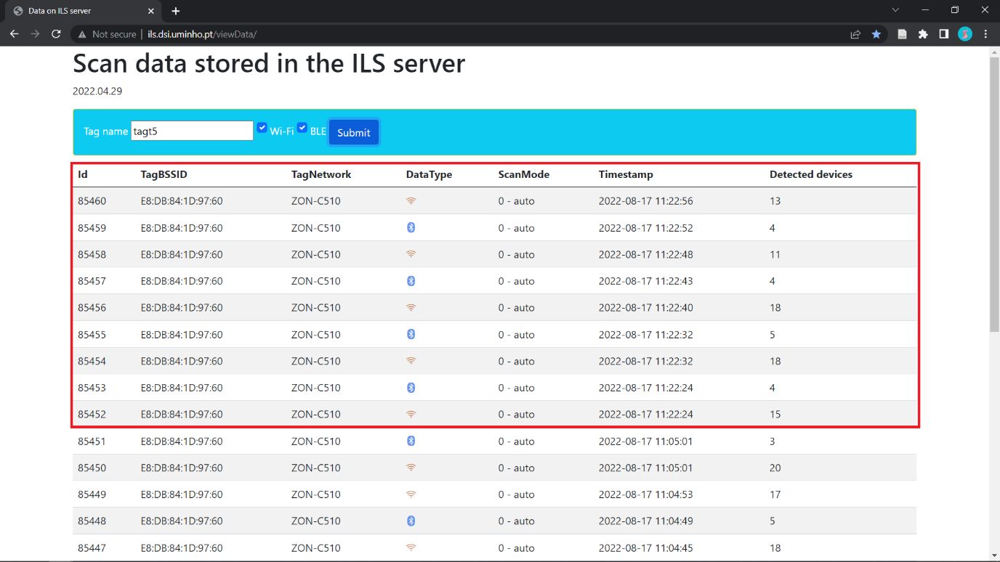 Data on ILS server
Not secure | ils.dsi.uminho.pt/viewData/
Scan data stored in the ILS server
2022.04.29
Tag name tagt5 Wi-Fi BLE Submit
Id TagBSSID TagNetwork DataType ScanMode Timestamp Detected devices
85460 E8:DB:84:1D:97:60 ZON-C510 0 - auto 2022-08-17 11:22:56 13
85459 E8:DB:84:1D:97:60 ZON-C510 0 - auto 2022-08-17 11:22:52 4
85458 E8:DB:84:1D:97:60 ZON-C510 0 - auto 2022-08-17 11:22:48 11
85457 E8:DB:84:1D:97:60 ZON-C510 0 - auto 2022-08-17 11:22:43 4
85456 E8:DB:84:1D:97:60 ZON-C510 0 - auto 2022-08-17 11:22:40 18
85455 E8:DB:84:1D:97:60 ZON-C510 0 - auto 2022-08-17 11:22:32 5
85454 E8:DB:84:1D:97:60 ZON-C510 0 - auto 2022-08-17 11:22:32 18
85453 E8:DB:84:1D:97:60 ZON-C510 0 - auto 2022-08-17 11:22:24 4
85452 E8:DB:84:1D:97:60 ZON-C510 0 - auto 2022-08-17 11:22:24 15
85451 E8:DB:84:1D:97:60 ZON-C510 0 - auto 2022-08-17 11:05:01 3
85450 E8:DB:84:1D:97:60 ZON-C510 0 - auto 2022-08-17 11:05:01 20
85449 E8:DB:84:1D:97:60 ZON-C510 0 - auto 2022-08-17 11:04:53 17
85448 E8:DB:84:1D:97:60 ZON-C510 0 - auto 2022-08-17 11:04:49 5
85447 E8:DB:84:1D:97:60 ZON-C510 0 - auto 2022-08-17 11:04:45 18